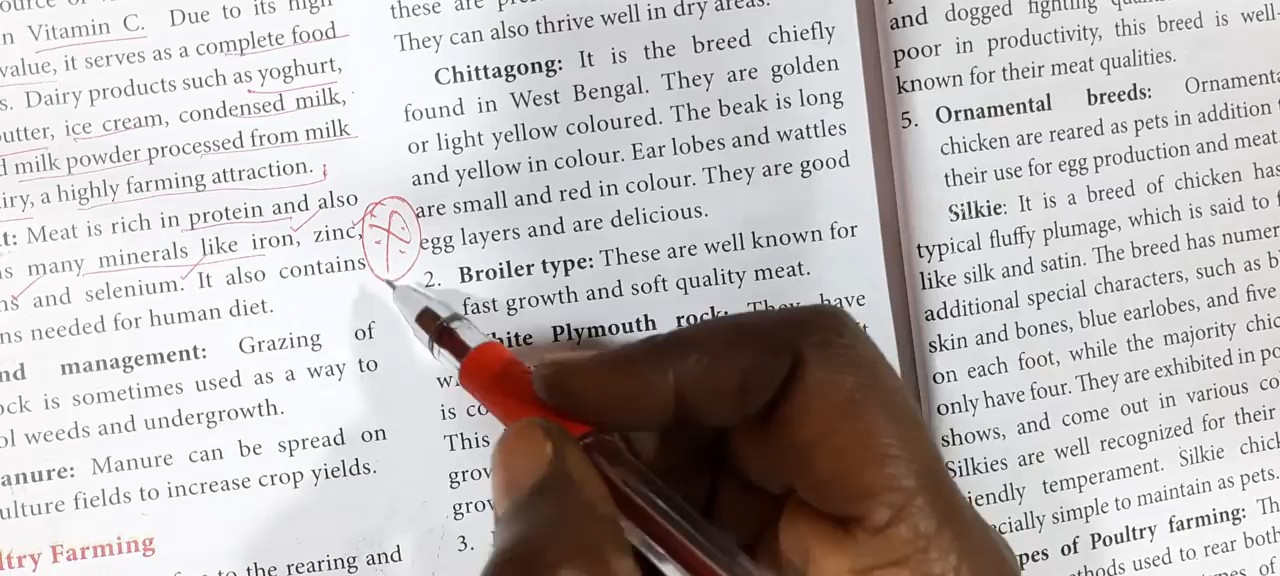 n Vitamin C. Due to its high
value, it serves as a complete food
s. Dairy products such as yoghurt,
utter, ice cream, condensed milk,
d milk powder processed from milk
iry, a highly farming attraction.
t: Meat is rich in protein and also
s many minerals like iron, zinc,
ns and selenium. It also contains
ns needed for human diet.
nd management: Grazing of
ock is sometimes used as a way to
ol weeds and undergrowth.
anure: Manure can be spread on
ulture fields to increase crop yields.
ltry Farming
to the rearing and
these are
They can also thrive well in dry areas.
Chittagong: It is the breed chiefly
found in West Bengal. They are golden
or light yellow coloured. The beak is long
and yellow in colour. Ear lobes and wattles
are small and red in colour. They are good
egg layers and are delicious.
2. Broiler type: These are well known for
fast growth and soft quality meat.
hite Plymouth rock: They have
is co
This
grow
grov
3.
and dogged fighting
poor in productivity, this breed is well
known for their meat qualities.
5. Ornamental breeds: Ornamenta
chicken are reared as pets in addition
their use for egg production and meat
Silkie: It is a breed of chicken has
typical fluffy plumage, which is said to
like silk and satin. The breed has numer
additional special characters, such as b
skin and bones, blue earlobes, and five
on each foot, while the majority chic
only have four. They are exhibited in po
shows, and come out in various co
Silkies are well recognized for their
iendly temperament. Silkie chick
cially simple to maintain as pets.
pes of Poultry farming: Th
thods used to rear both
of